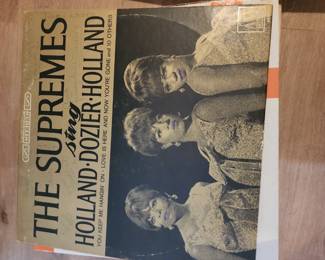 THE SUPREMES
sing
HOLLAND·DOZIER·HOLLAND
YOU KEEP ME HANGIN' ON · LOVE IS HERE AND NOW YOU'RE GONE and 10 OTHERS